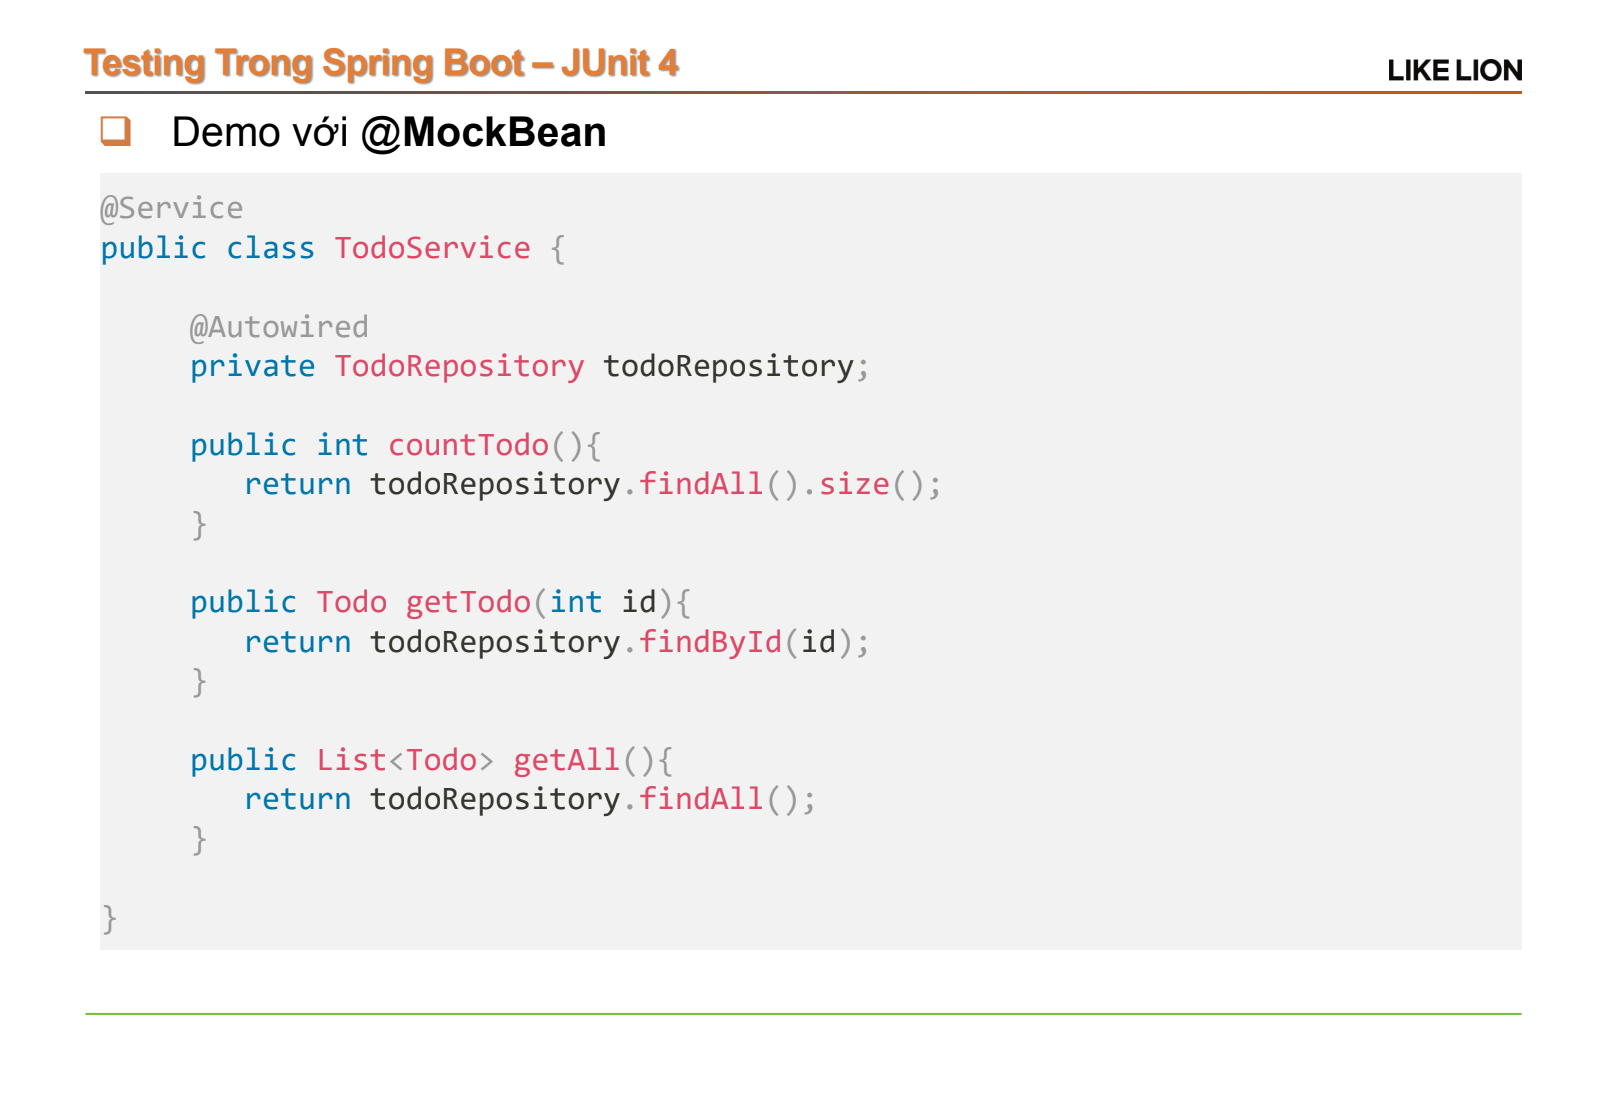 Testing Trong Spring Boot – JUnit 4
LIKE LION
Demo với @MockBean
@Service
public class TodoService {
@Autowired
private TodoRepository todoRepository;
public int countTodo(){
return todoRepository.findAll().size();
}
public Todo getTodo(int id){
return todoRepository.findById(id);
}
public List<Todo> getAll(){
return todoRepository.findAll();
}
}